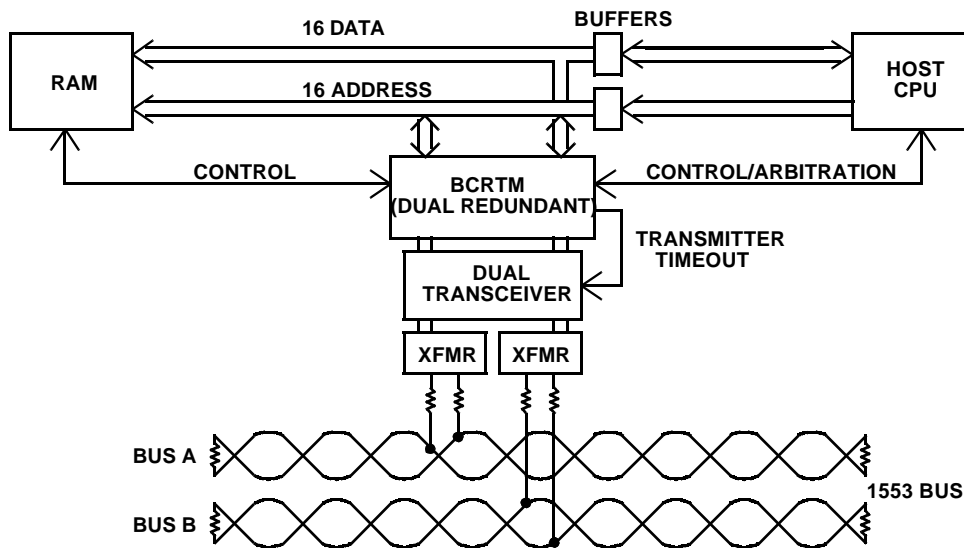 16 DATA
BUFFERS
RAM
HOST
CPU
16 ADDRESS
CONTROL
BCRTM
(DUAL REDUNDANT)
CONTROL/ARBITRATION
TRANSMITTER
TIMEOUT
DUAL
TRANSCEIVER
XFMR
XFMR
BUS A
1553 BUS
BUS B